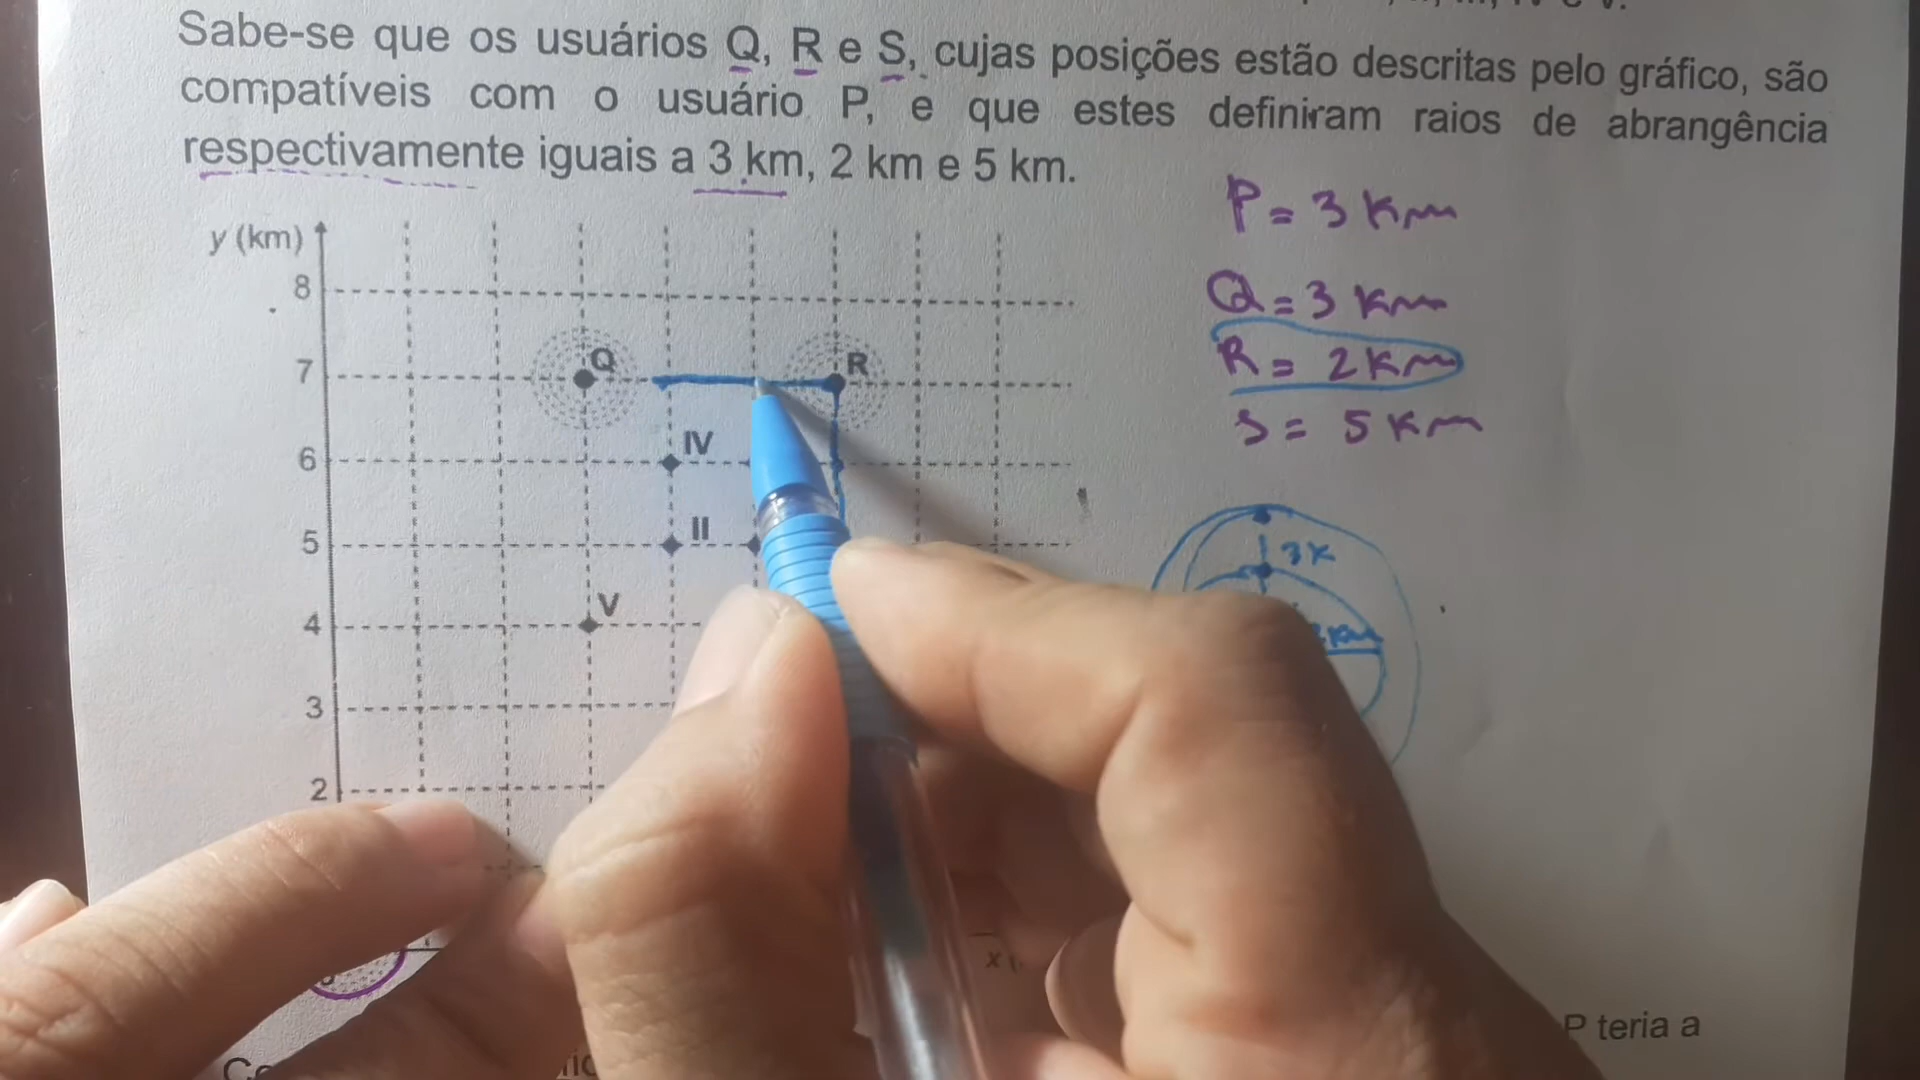 Sabe-se que os usuários Q, R e S, cujas posições estão descritas pelo gráfico, são
compatíveis com o usuário P, e que estes definiram raios de abrangência
respectivamente iguais a 3 km, 2 km e 5 km.
P = 3 Km
y (km)
Q = 3 Km
8
Q
R
R = 2 Km
7
S = 5 Km
IV
6
II
5
3K
V
4
3
2
x
P teria a